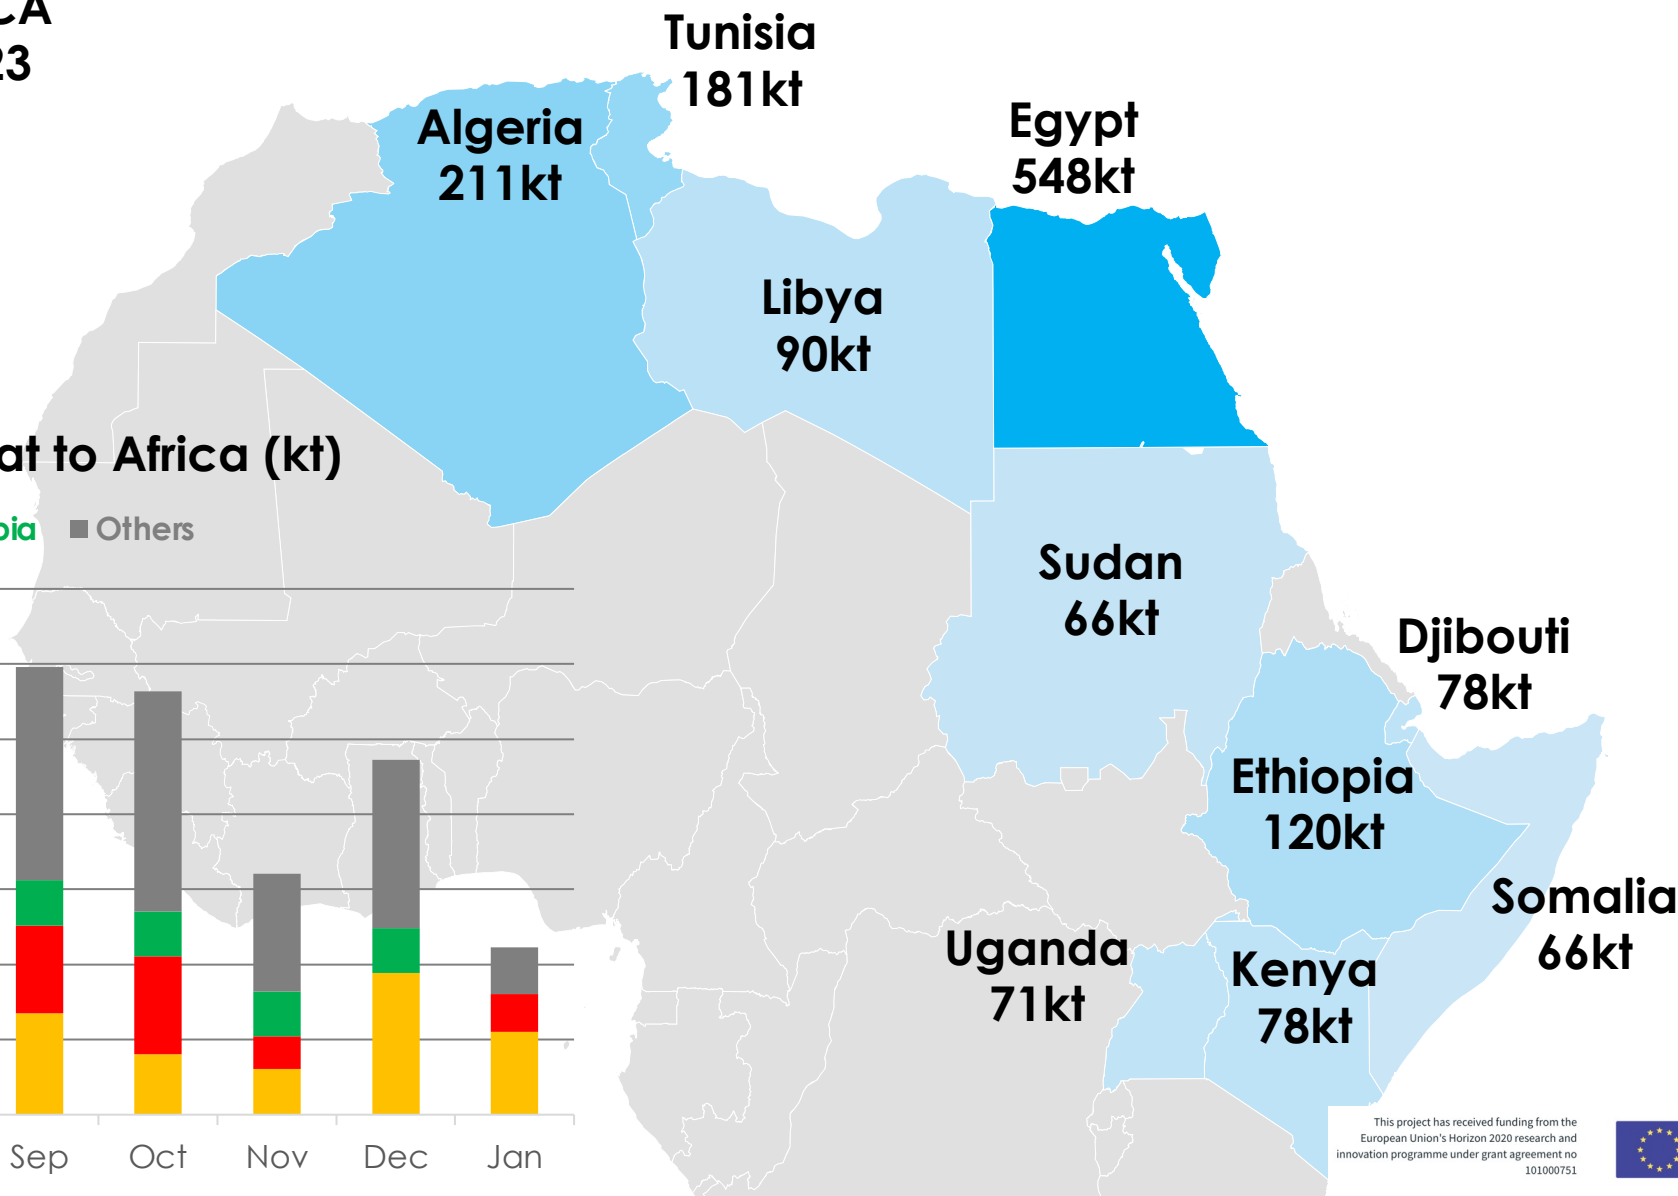 CA
23
Tunisia
181kt
Algeria
211kt
Egypt
548kt
Libya
90kt
at to Africa (kt)
bia Others
Sudan
66kt
Djibouti
78kt
Ethiopia
120kt
Somalia
66kt
Uganda
71kt
Kenya
78kt
Sep Oct Nov Dec Jan
This project has received funding from the
European Union's Horizon 2020 research and
innovation programme under grant agreement no
101000751